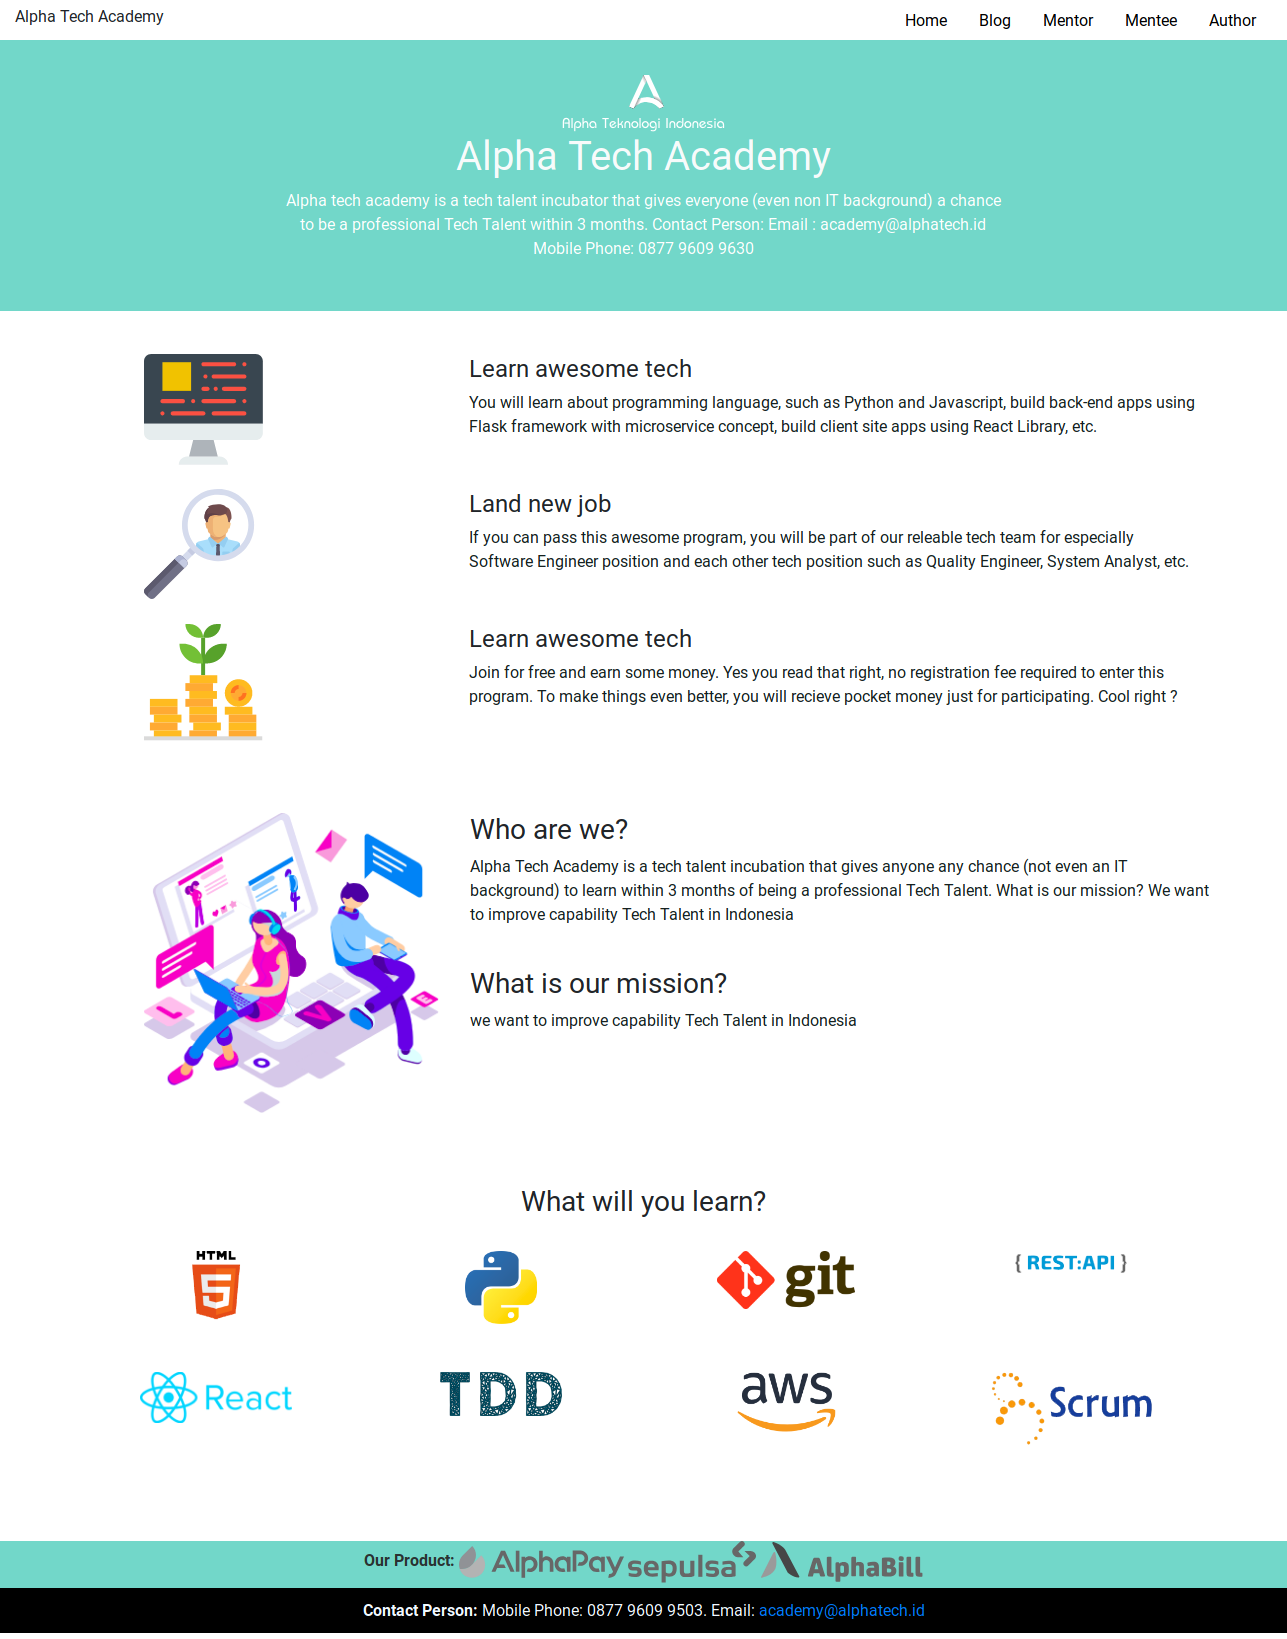 Alpha Tech Academy
Home Blog Mentor Mentee Author
Alpha Teknologi Indonesia
Alpha Tech Academy
Alpha tech academy is a tech talent incubator that gives everyone (even non IT background) a chance
to be a professional Tech Talent within 3 months. Contact Person: Email : academy@alphatech.id
Mobile Phone: 0877 9609 9630
Learn awesome tech
You will learn about programming language, such as Python and Javascript, build back-end apps using
Flask framework with microservice concept, build client site apps using React Library, etc.
Land new job
If you can pass this awesome program, you will be part of our releable tech team for especially
Software Engineer position and each other tech position such as Quality Engineer, System Analyst, etc.
Learn awesome tech
Join for free and earn some money. Yes you read that right, no registration fee required to enter this
program. To make things even better, you will recieve pocket money just for participating. Cool right ?
Who are we?
Alpha Tech Academy is a tech talent incubation that gives anyone any chance (not even an IT
background) to learn within 3 months of being a professional Tech Talent. What is our mission? We want
to improve capability Tech Talent in Indonesia
What is our mission?
we want to improve capability Tech Talent in Indonesia
What will you learn?
HTML
5
git
{ REST:API }
React
TDD
aws
Scrum
Our Product: AlphaPay sepulsa AlphaBill
Contact Person: Mobile Phone: 0877 9609 9503. Email: academy@alphatech.id